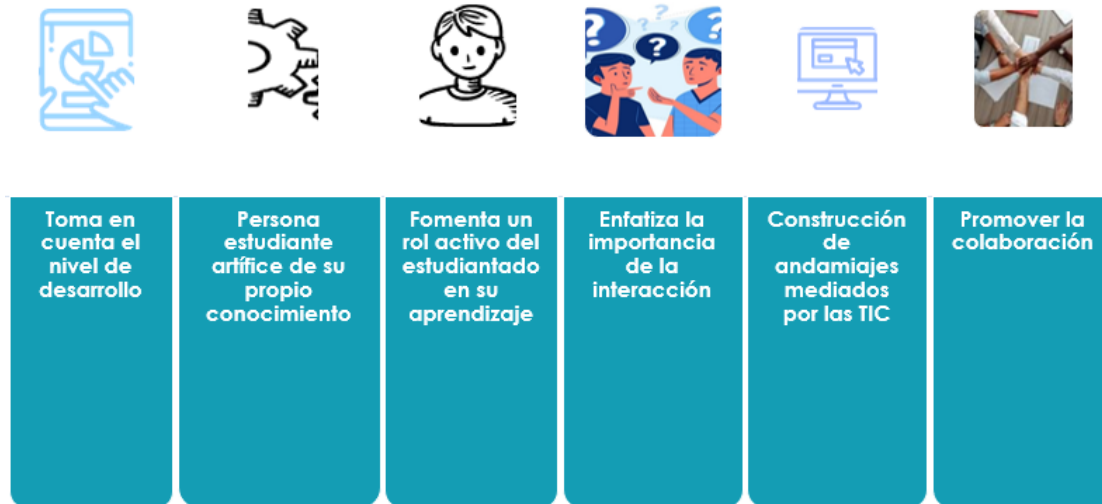 ?
?
?
?
?
Toma en
cuenta el
nivel de
desarrollo
Persona
estudiante
artífice de su
propio
conocimiento
Fomenta un
rol activo del
estudiantado
en su
aprendizaje
Enfatiza la
importancia
de la
interacción
Construcción
de
andamiajes
mediados
por las TIC
Promover la
colaboración